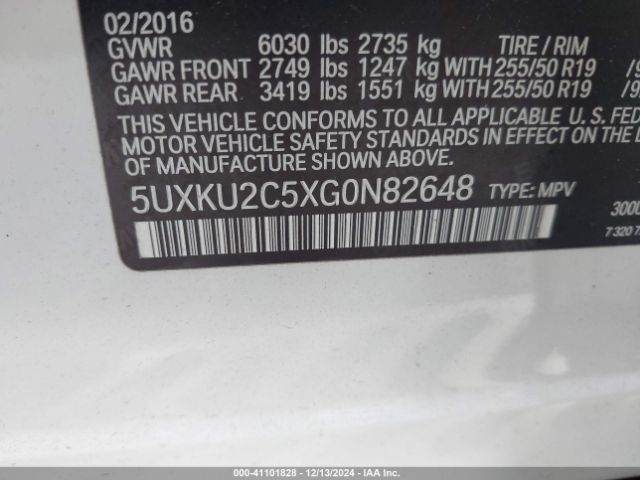 02/2016
GVWR 6030 lbs 2735 kg TIRE / RIM
GAWR FRONT 2749 lbs 1247 kg WITH 255/50 R19
GAWR REAR 3419 lbs 1551 kg WITH 255/50 R19
THIS VEHICLE CONFORMS TO ALL APPLICABLE U. S. FED
MOTOR VEHICLE SAFETY STANDARDS IN EFFECT ON THE
OF MANUFACTURE SHOWN ABOVE.
5UXKU2C5XG0N82648 TYPE: MPV
7 320
000-41101828 - 12/13/2024 - IAA Inc.